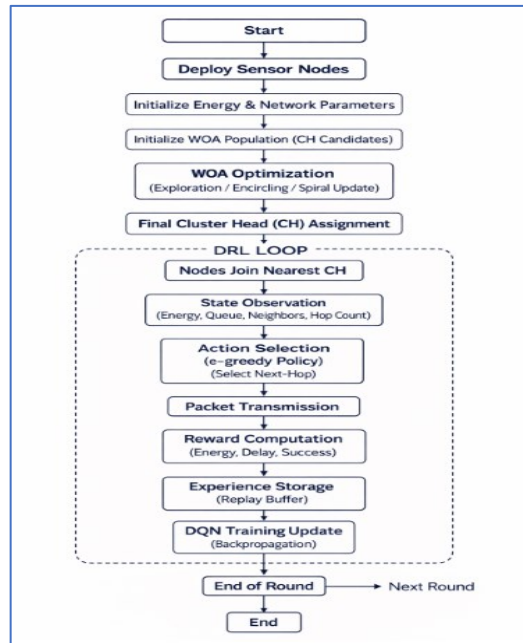 Start
Deploy Sensor Nodes
Initialize Energy & Network Parameters
Initialize WOA Population (CH Candidates)
WOA Optimization
(Exploration / Encircling / Spiral Update)
Final Cluster Head (CH) Assignment
DRL LOOP
Nodes Join Nearest CH
State Observation
(Energy, Queue, Neighbors, Hop Count)
Action Selection
(e-greedy Policy)
(Select Next-Hop)
Packet Transmission
Reward Computation
(Energy, Delay, Success)
Experience Storage
(Replay Buffer)
DQN Training Update
(Backpropagation)
End of Round
Next Round
End